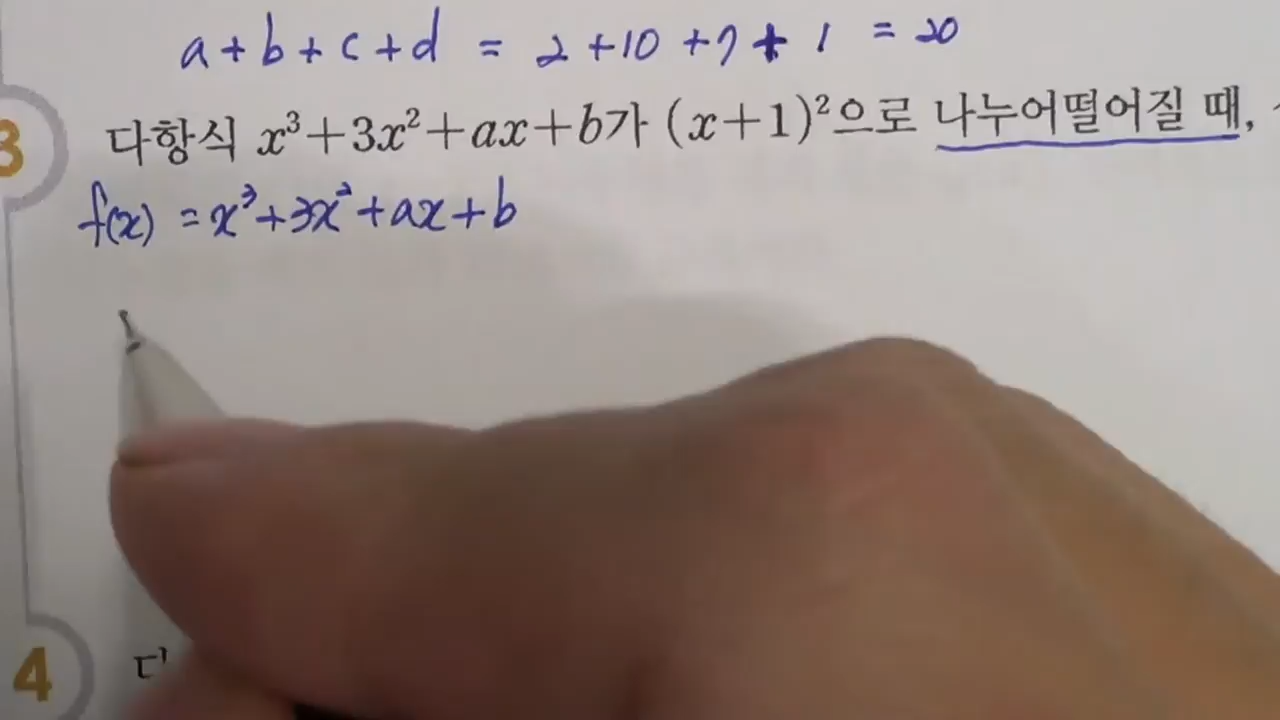 a+b+c+d = 2+10+7+1 = 20
3 다항식 x³+3x²+ax+b가 (x+1)²으로 나누어떨어질 때,
f(x) = x³+3x²+ax+b
4 다